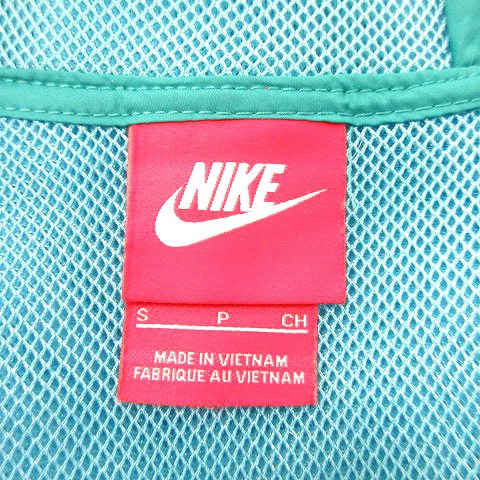 NIKE
S P CH
MADE IN VIETNAM
FABRIQUE AU VIETNAM